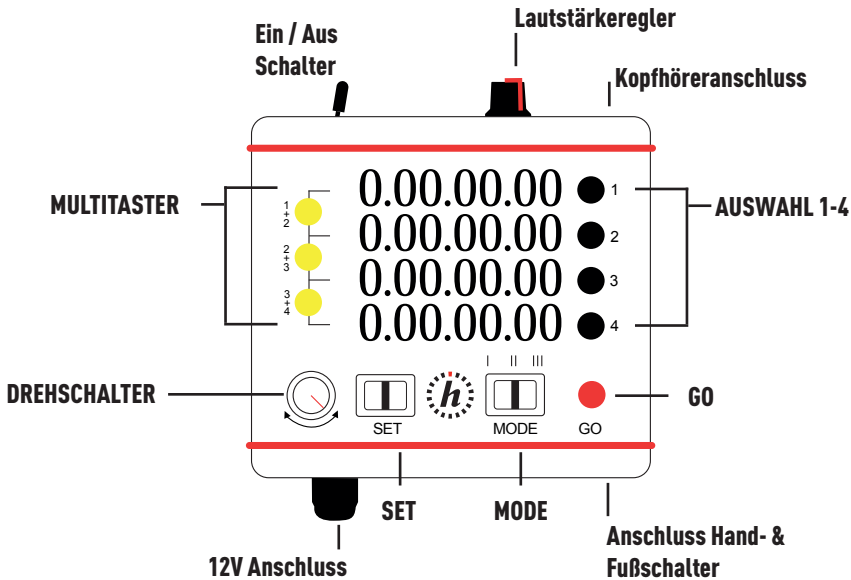 Lautstärkeregler
Ein / Aus
Schalter
Kopfhöreranschluss
MULTITASTER
1
+
2
2
+
3
3
+
4
0.00.00.00
0.00.00.00
0.00.00.00
0.00.00.00
1
2
3
4
AUSWAHL 1-4
I II III
DREHSCHALTER
h
GO
SET
MODE
GO
SET
MODE
Anschluss Hand- &
Fußschalter
12V Anschluss